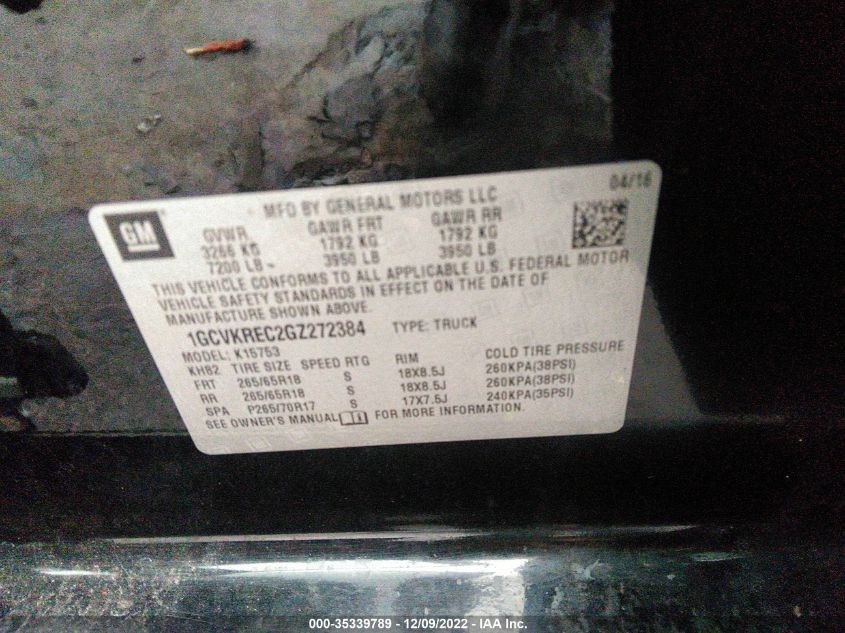 04/16
MFD BY GENERAL MOTORS LLC
GM
GVWR GAWR FRT GAWR RR
3266 KG 1792 KG 1792 KG
7200 LB 3950 LB 3950 LB
THIS VEHICLE CONFORMS TO ALL APPLICABLE U.S. FEDERAL MOTOR
VEHICLE SAFETY STANDARDS IN EFFECT ON THE DATE OF
MANUFACTURE SHOWN ABOVE.
1GCVKREC2GZ272384 TYPE: TRUCK
MODEL: K15753
KH82 TIRE SIZE SPEED RTG RIM COLD TIRE PRESSURE
FRT 265/65R18 S 18X8.5J 260KPA(38PSI)
RR 265/65R18 S 18X8.5J 260KPA(38PSI)
SPA P265/70R17 S 17X7.5J 240KPA(35PSI)
SEE OWNER'S MANUAL FOR MORE INFORMATION.
000-35339789 - 12/09/2022 - IAA Inc.